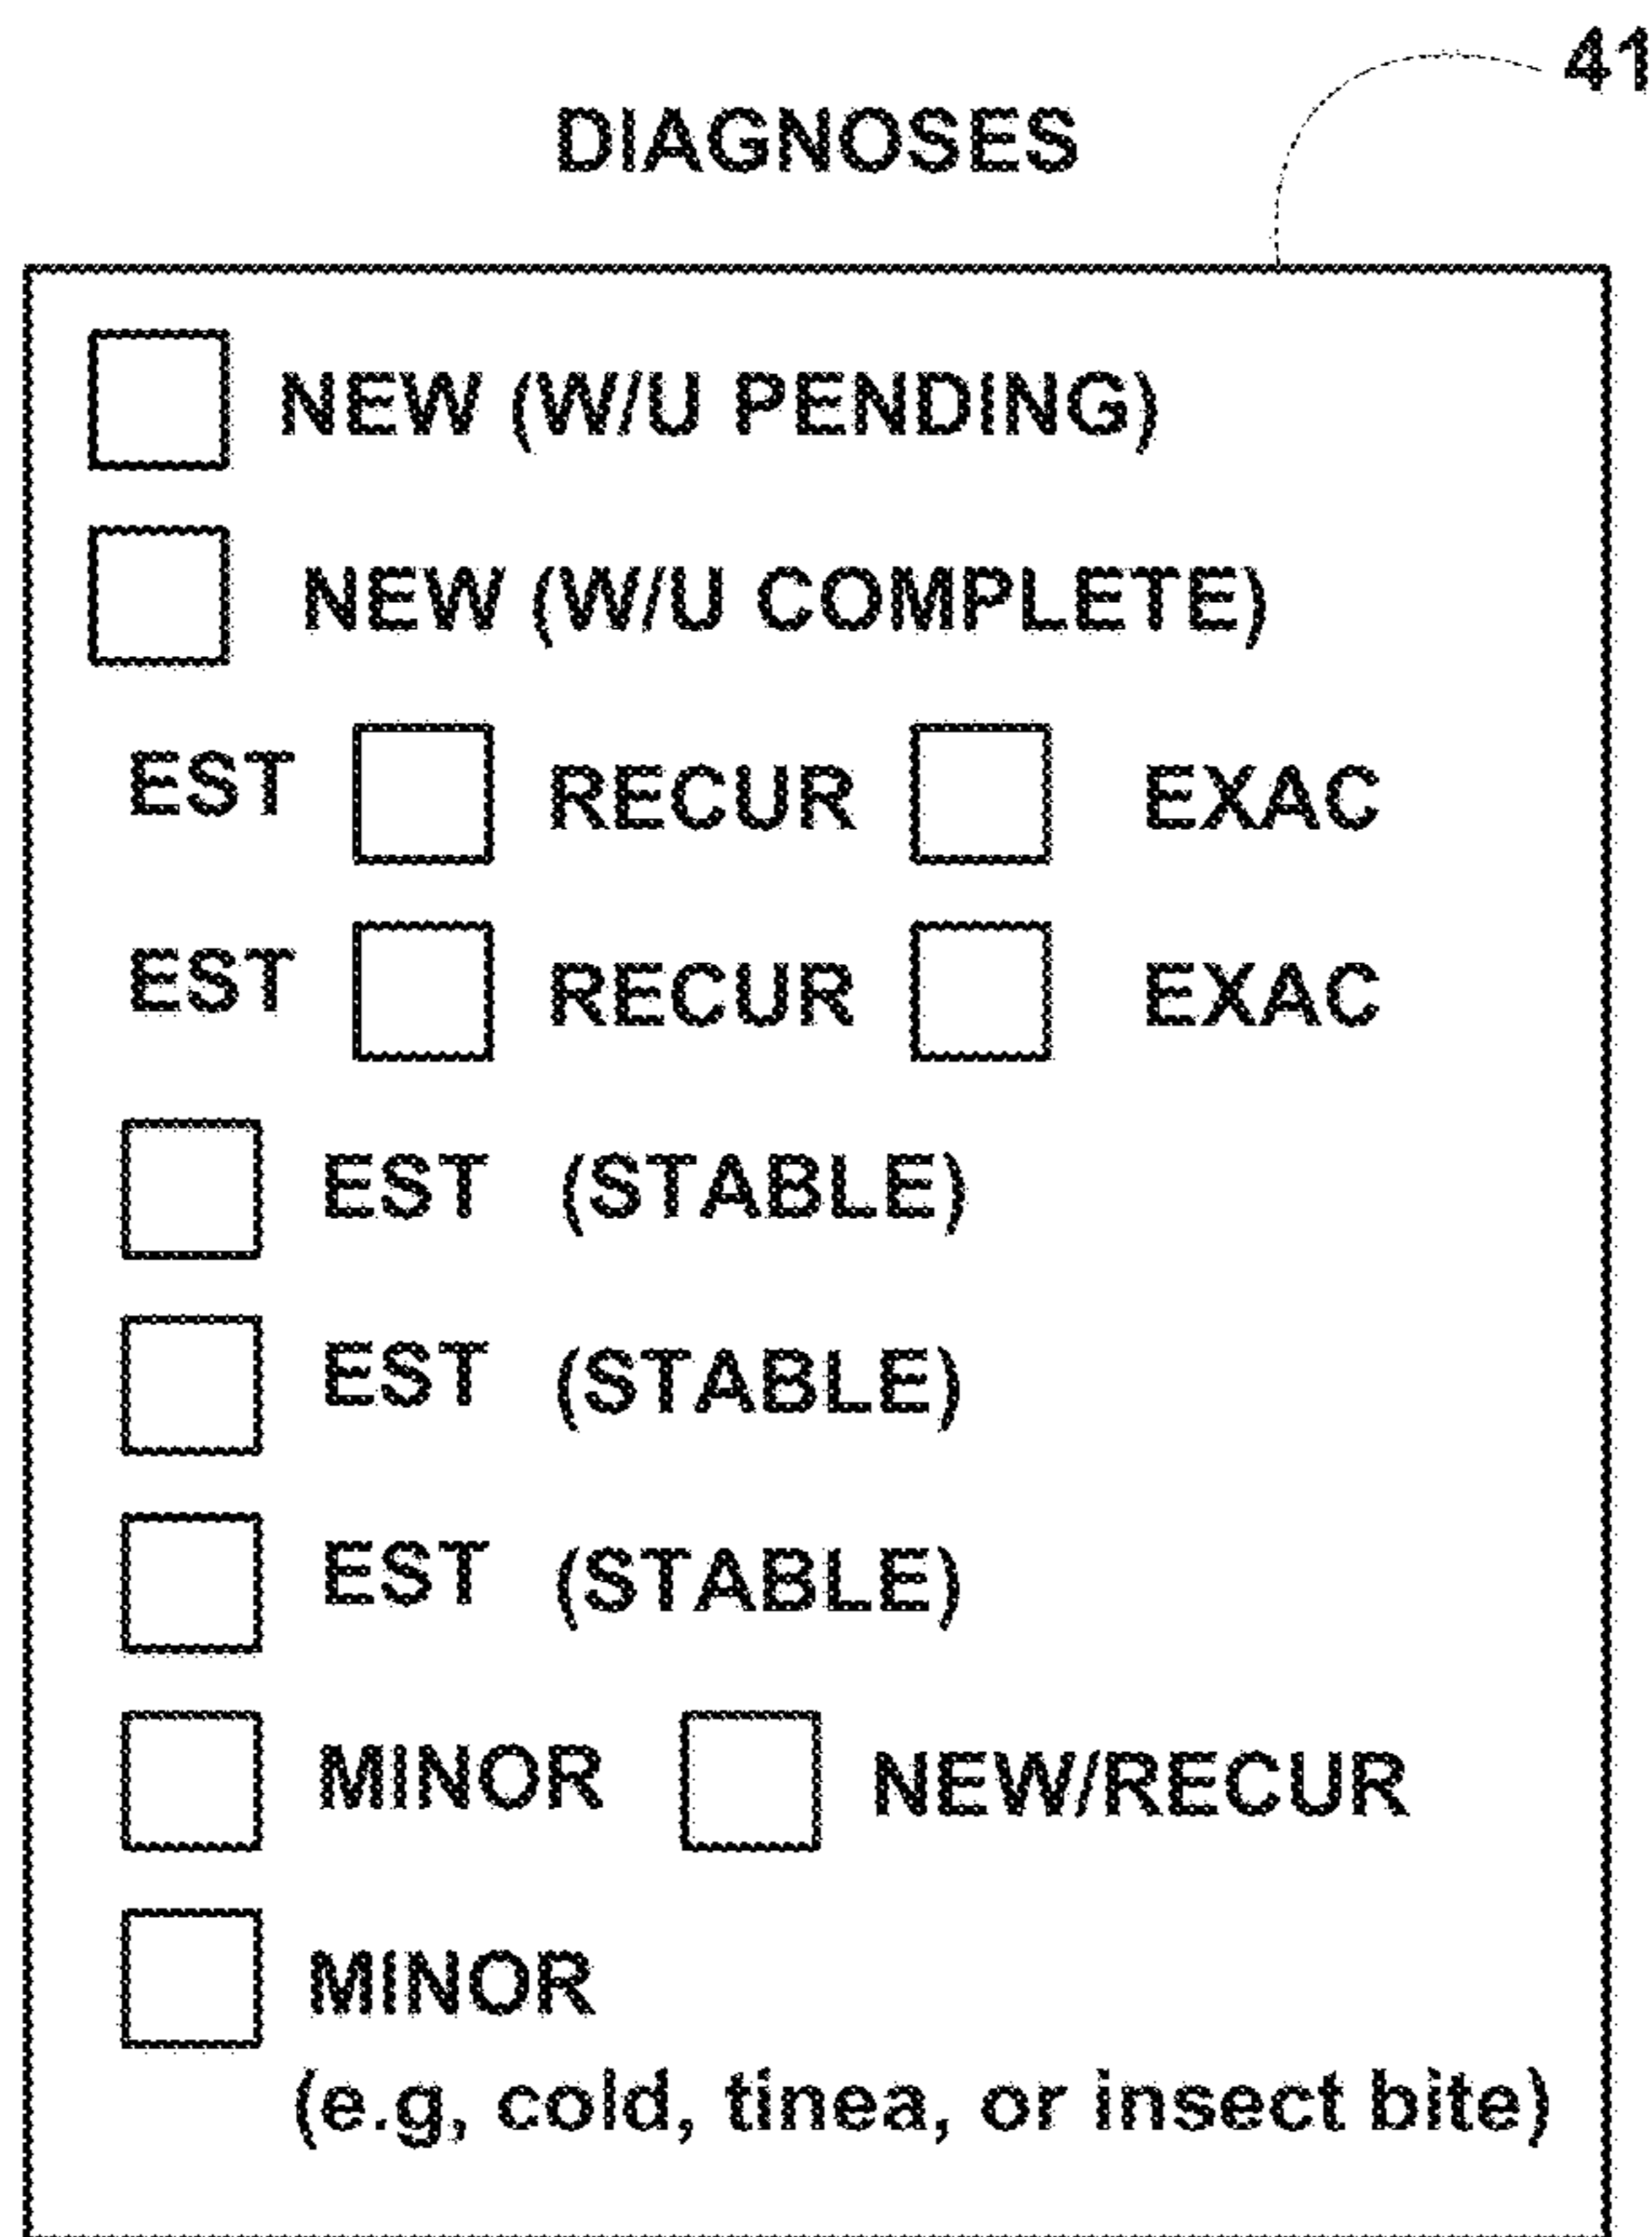 41
DIAGNOSES
NEW (W/U PENDING)
NEW (W/U COMPLETE)
EST RECUR EXAC
EST RECUR EXAC
EST (STABLE)
EST (STABLE)
EST (STABLE)
MINOR NEW/RECUR
MINOR
(e.g, cold, tinea, or insect bite)